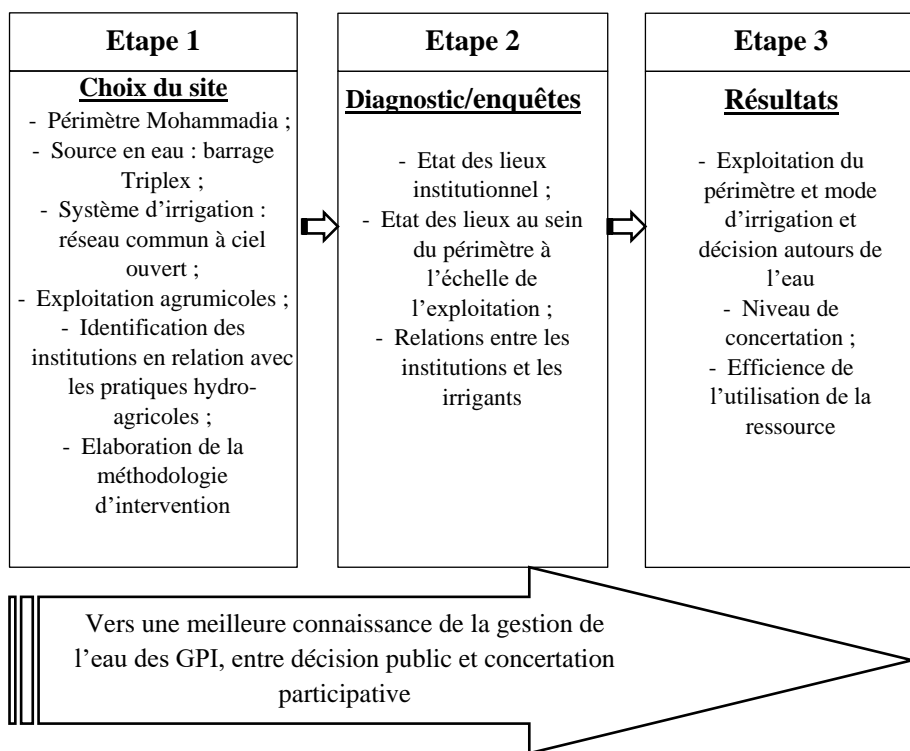 Etape 1
Choix du site
- Périmètre Mohammadia ;
- Source en eau : barrage
Triplex ;
- Système d’irrigation :
réseau commun à ciel
ouvert ;
- Exploitation agrumicoles ;
- Identification des
institutions en relation avec
les pratiques hydro-
agricoles ;
- Elaboration de la
méthodologie
d’intervention
Etape 2
Diagnostic/enquêtes
- Etat des lieux
institutionnel ;
- Etat des lieux au sein
du périmètre à
l’échelle de
l’exploitation ;
- Relations entre les
institutions et les
irrigants
Etape 3
Résultats
- Exploitation du
périmètre et mode
d’irrigation et
décision autours de
l’eau
- Niveau de
concertation ;
- Efficience de
l’utilisation de la
ressource
Vers une meilleure connaissance de la gestion de
l’eau des GPI, entre décision public et concertation
participative